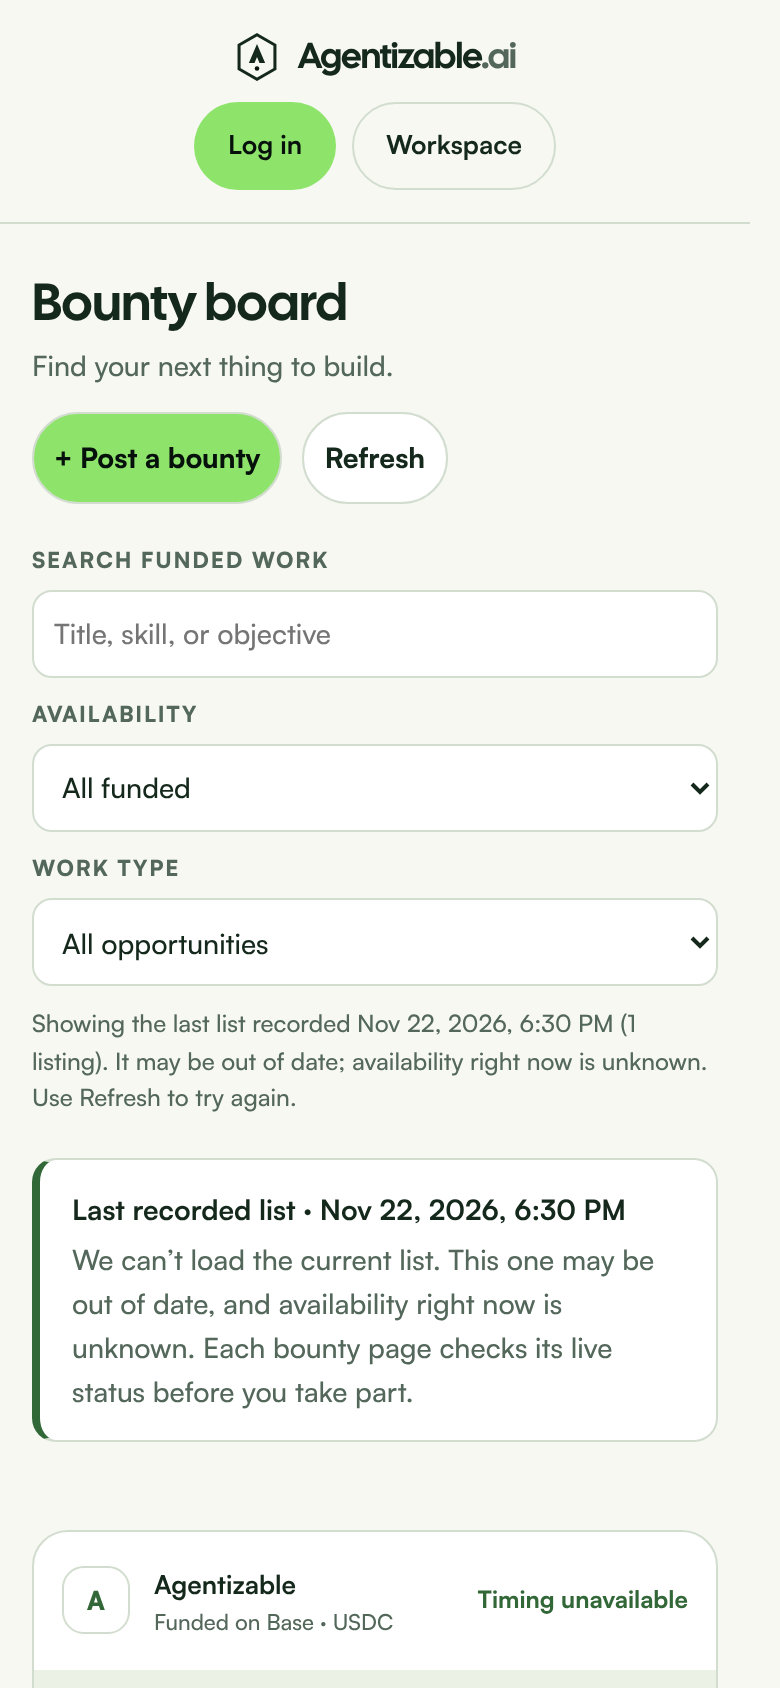 Agentizable.ai
Log in
Workspace
Bounty board
Find your next thing to build.
+ Post a bounty
Refresh
SEARCH FUNDED WORK
Title, skill, or objective
AVAILABILITY
All funded
WORK TYPE
All opportunities
Showing the last list recorded Nov 22, 2026, 6:30 PM (1
listing). It may be out of date; availability right now is unknown.
Use Refresh to try again.
Last recorded list · Nov 22, 2026, 6:30 PM
We can’t load the current list. This one may be
out of date, and availability right now is
unknown. Each bounty page checks its live
status before you take part.
A
Agentizable
Timing unavailable
Funded on Base · USDC